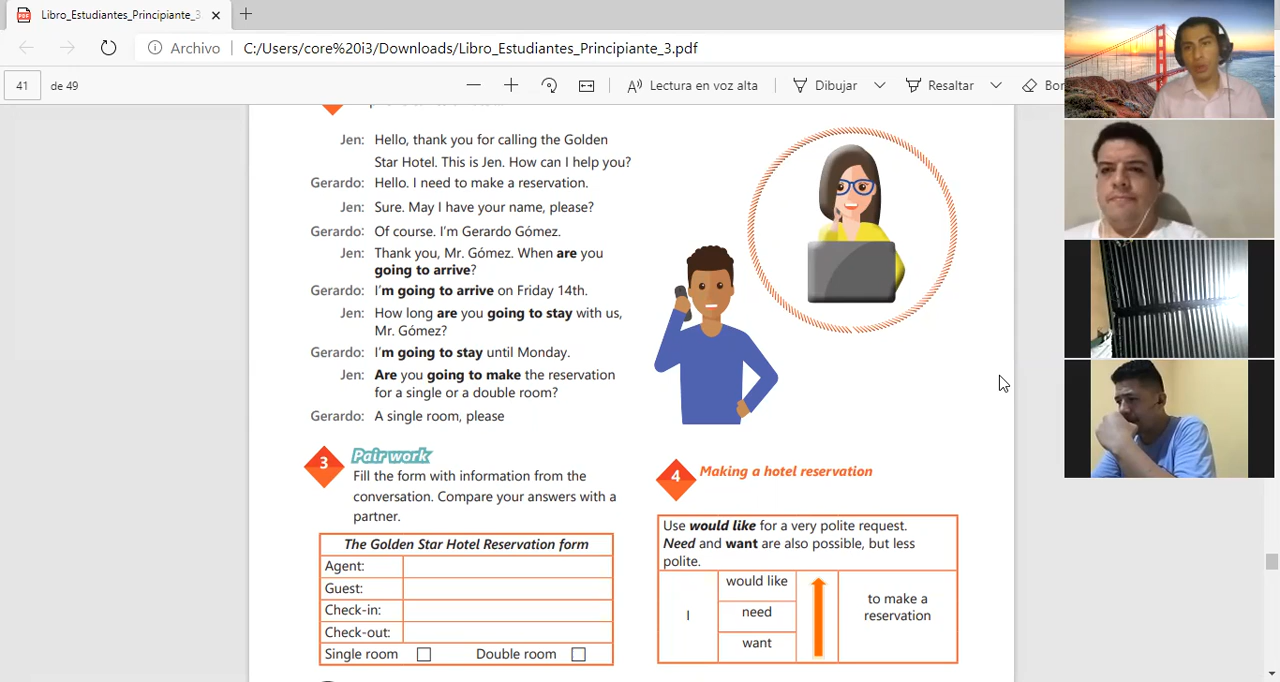 Libro_Estudiantes_Principiante_3.
Archivo
C:/Users/core%20i3/Downloads/Libro_Estudiantes_Principiante_3.pdf
41 de 49
Lectura en voz alta
Dibujar
Resaltar
Jen: Hello, thank you for calling the Golden
Star Hotel. This is Jen. How can I help you?
Gerardo: Hello. I need to make a reservation.
Jen: Sure. May I have your name, please?
Gerardo: Of course. I'm Gerardo Gómez.
Jen: Thank you, Mr. Gómez. When are you
going to arrive?
Gerardo: I'm going to arrive on Friday 14th.
Jen: How long are you going to stay with us,
Mr. Gómez?
Gerardo: I'm going to stay until Monday.
Jen: Are you going to make the reservation
for a single or a double room?
Gerardo: A single room, please
3 Pair work
Fill the form with information from the
conversation. Compare your answers with a
partner.
The Golden Star Hotel Reservation form
Agent:
Guest:
Check-in:
Check-out:
Single room Double room
4 Making a hotel reservation
Use would like for a very polite request.
Need and want are also possible, but less
polite.
I
would like
need
want
to make a
reservation